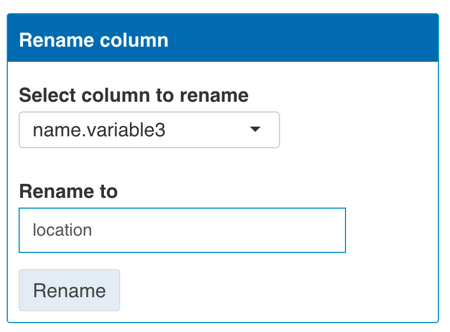 Rename column
Select column to rename
name.variable3
Rename to
location
Rename